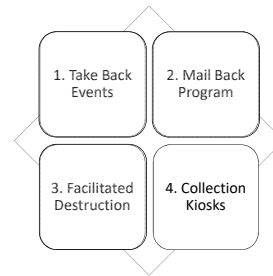 1. Take Back
Events
2. Mail Back
Program
3. Facilitated
Destruction
4. Collection
Kiosks